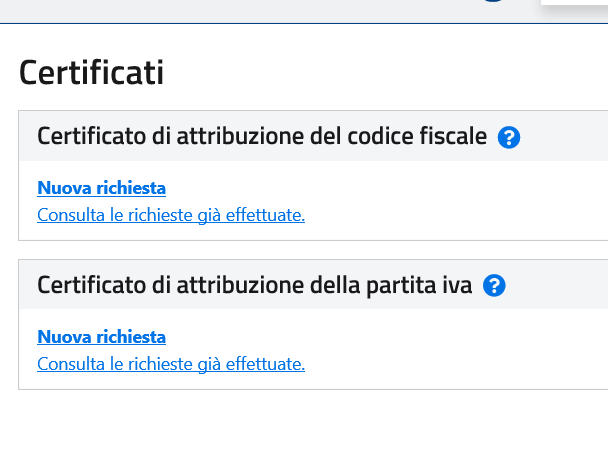 Certificati
Certificato di attribuzione del codice fiscale ?
Nuova richiesta
Consulta le richieste già effettuate.
Certificato di attribuzione della partita iva ?
Nuova richiesta
Consulta le richieste già effettuate.